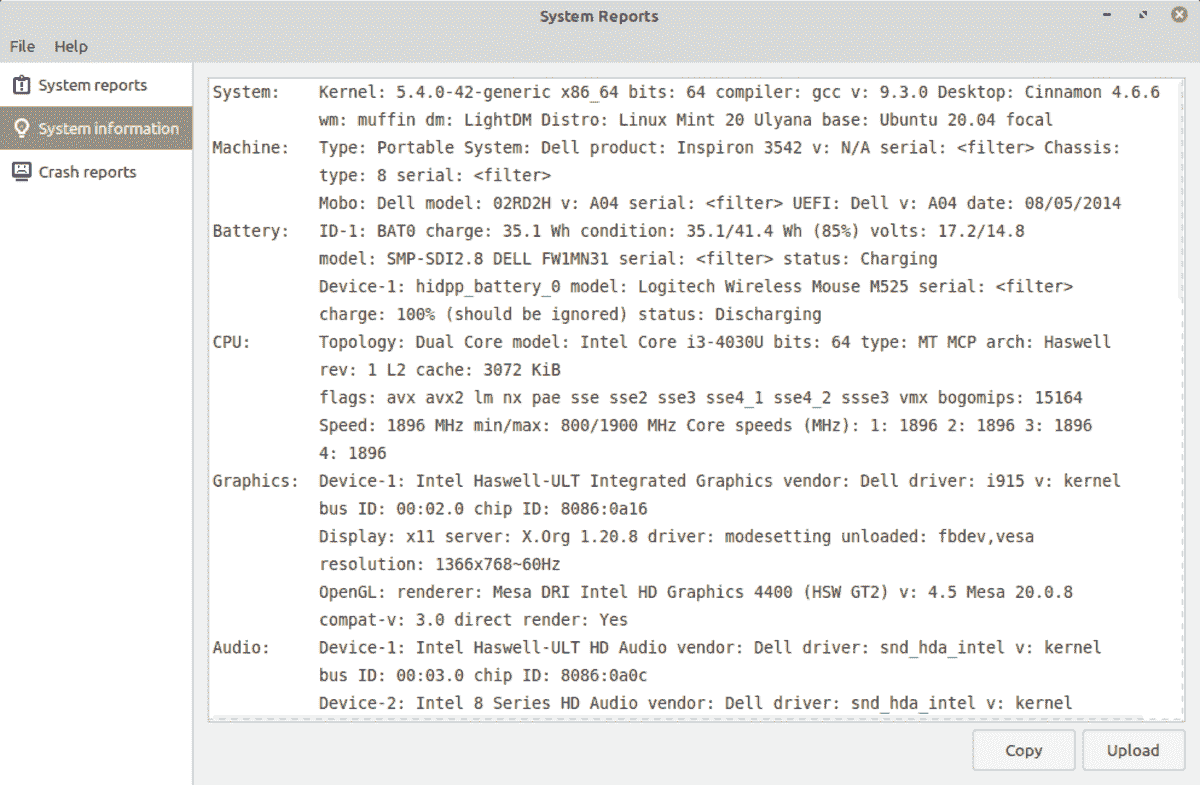 System Reports
File Help
System reports
System information
Crash reports
System: Kernel: 5.4.0-42-generic x86_64 bits: 64 compiler: gcc v: 9.3.0 Desktop: Cinnamon 4.6.6
wm: muffin dm: LightDM Distro: Linux Mint 20 Ulyana base: Ubuntu 20.04 focal
Machine: Type: Portable System: Dell product: Inspiron 3542 v: N/A serial: <filter> Chassis:
type: 8 serial: <filter>
Mobo: Dell model: 02RD2H v: A04 serial: <filter> UEFI: Dell v: A04 date: 08/05/2014
Battery: ID-1: BAT0 charge: 35.1 Wh condition: 35.1/41.4 Wh (85%) volts: 17.2/14.8
model: SMP-SDI2.8 DELL FW1MN31 serial: <filter> status: Charging
Device-1: hidpp_battery_0 model: Logitech Wireless Mouse M525 serial: <filter>
charge: 100% (should be ignored) status: Discharging
CPU: Topology: Dual Core model: Intel Core i3-4030U bits: 64 type: MT MCP arch: Haswell
rev: 1 L2 cache: 3072 KiB
flags: avx avx2 lm nx pae sse sse2 sse3 sse4_1 sse4_2 ssse3 vmx bogomips: 15164
Speed: 1896 MHz min/max: 800/1900 MHz Core speeds (MHz): 1: 1896 2: 1896 3: 1896
4: 1896
Graphics: Device-1: Intel Haswell-ULT Integrated Graphics vendor: Dell driver: i915 v: kernel
bus ID: 00:02.0 chip ID: 8086:0a16
Display: x11 server: X.Org 1.20.8 driver: modesetting unloaded: fbdev,vesa
resolution: 1366x768~60Hz
OpenGL: renderer: Mesa DRI Intel HD Graphics 4400 (HSW GT2) v: 4.5 Mesa 20.0.8
compat-v: 3.0 direct render: Yes
Audio: Device-1: Intel Haswell-ULT HD Audio vendor: Dell driver: snd_hda_intel v: kernel
bus ID: 00:03.0 chip ID: 8086:0a0c
Device-2: Intel 8 Series HD Audio vendor: Dell driver: snd_hda_intel v: kernel
Copy Upload